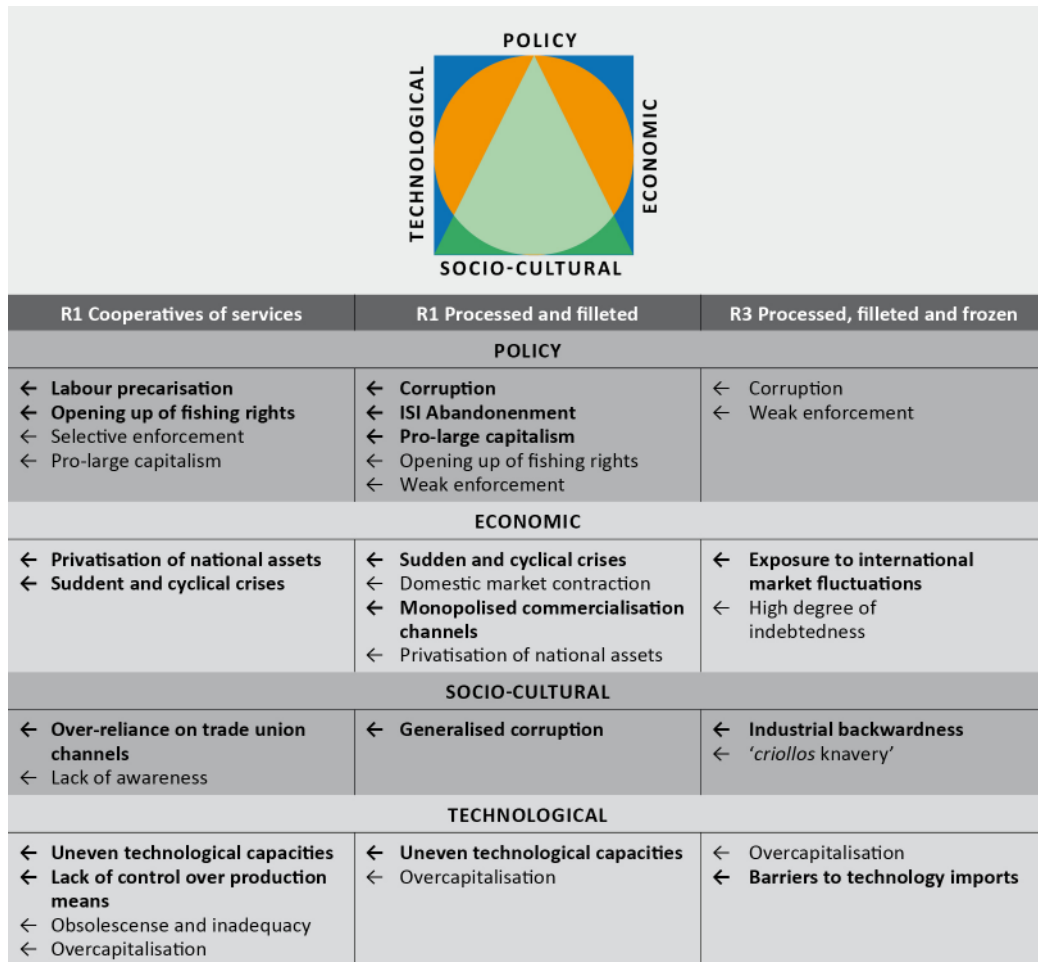 POLICY
TECHNOLOGICAL
ECONOMIC
SOCIO-CULTURAL
R1 Cooperatives of services
R1 Processed and filleted
R3 Processed, filleted and frozen
POLICY
← Labour precarisation
← Opening up of fishing rights
← Selective enforcement
← Pro-large capitalism
← Corruption
← ISI Abandonenment
← Pro-large capitalism
← Opening up of fishing rights
← Weak enforcement
← Corruption
← Weak enforcement
ECONOMIC
← Privatisation of national assets
← Suddent and cyclical crises
← Sudden and cyclical crises
← Domestic market contraction
← Monopolised commercialisation
channels
← Privatisation of national assets
← Exposure to international
market fluctuations
← High degree of
indebtedness
SOCIO-CULTURAL
← Over-reliance on trade union
channels
← Lack of awareness
← Generalised corruption
← Industrial backwardness
← ‘criollos knavery’
TECHNOLOGICAL
← Uneven technological capacities
← Lack of control over production
means
← Obsolescense and inadequacy
← Overcapitalisation
← Uneven technological capacities
← Overcapitalisation
← Overcapitalisation
← Barriers to technology imports